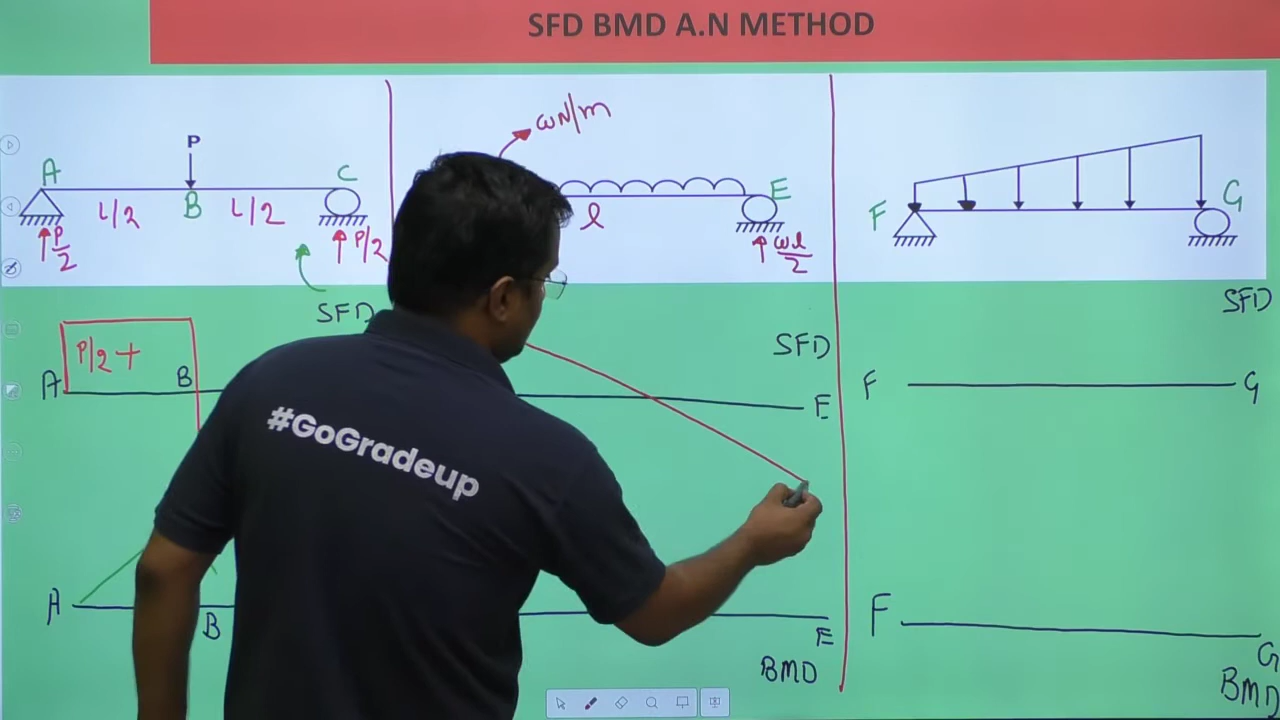 SFD BMD A.N METHOD
A
P
C
L/2
B
L/2
P/2
P/2
SFD
ωN/m
l
E
ωl/2
SFD
F
G
SFD
P/2 +
A
B
E
F
G
#GoGradeup
A
B
E
BMD
F
G
BMD